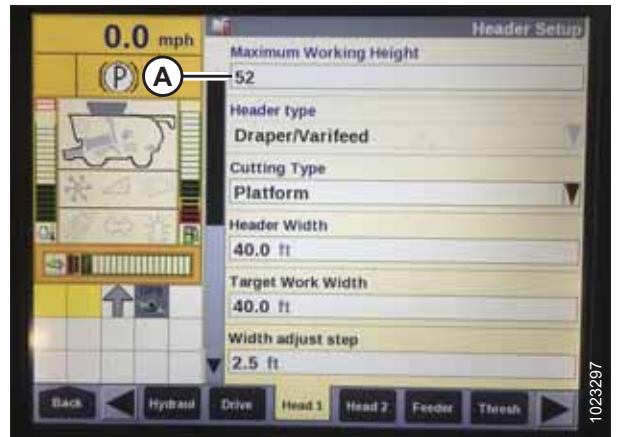 0.0 mph
Header Setup
(P)
A
Maximum Working Height
52
Header type
Draper/Varifeed
Cutting Type
Platform
Header Width
40.0 ft
Target Work Width
40.0 ft
Width adjust step
2.5 ft
Back
Hydraul
Drive
Head 1
Head 2
Feeder
Thresh
1023297